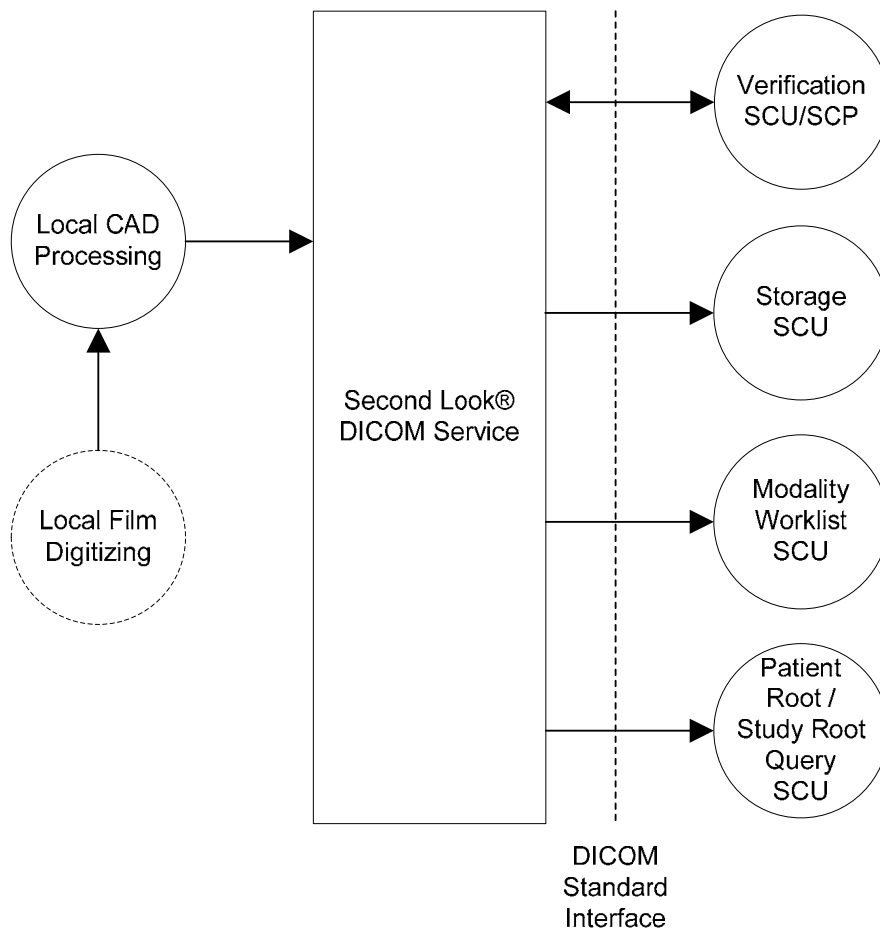 Local CAD
Processing
Local Film
Digitizing
Second Look®
DICOM Service
Verification
SCU/SCP
Storage
SCU
Modality
Worklist
SCU
Patient
Root /
Study Root
Query
SCU
DICOM
Standard
Interface